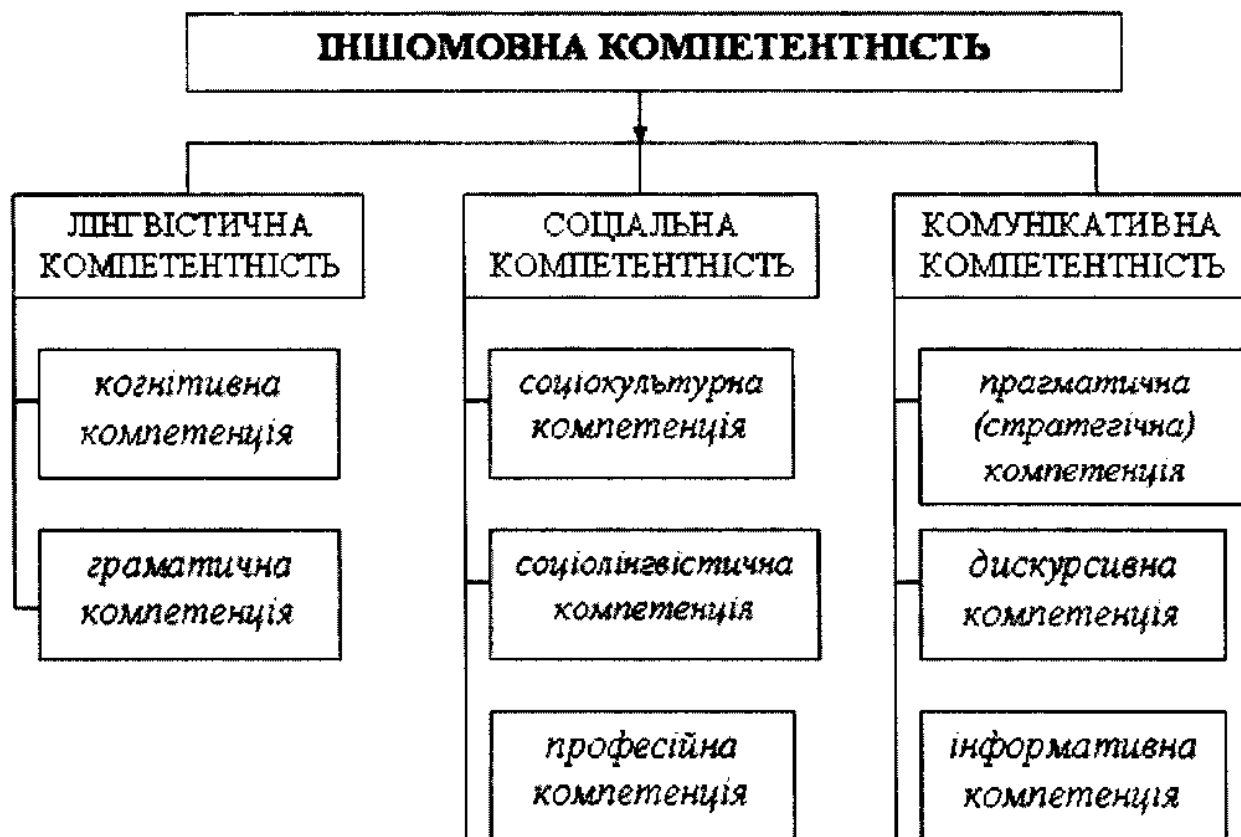 ІНШОМОВНА КОМПЕТЕНТНІСТЬ
ЛІНГВІСТИЧНА
КОМПЕТЕНТНІСТЬ
когнітивна
компетенція
граматична
компетенція
СОЦІАЛЬНА
КОМПЕТЕНТНІСТЬ
соціокультурна
компетенція
соціолінгвістична
компетенція
професійна
компетенція
КОМУНІКАТИВНА
КОМПЕТЕНТНІСТЬ
прагматична
(стратегічна)
компетенція
дискурсивна
компетенція
інформативна
компетенція